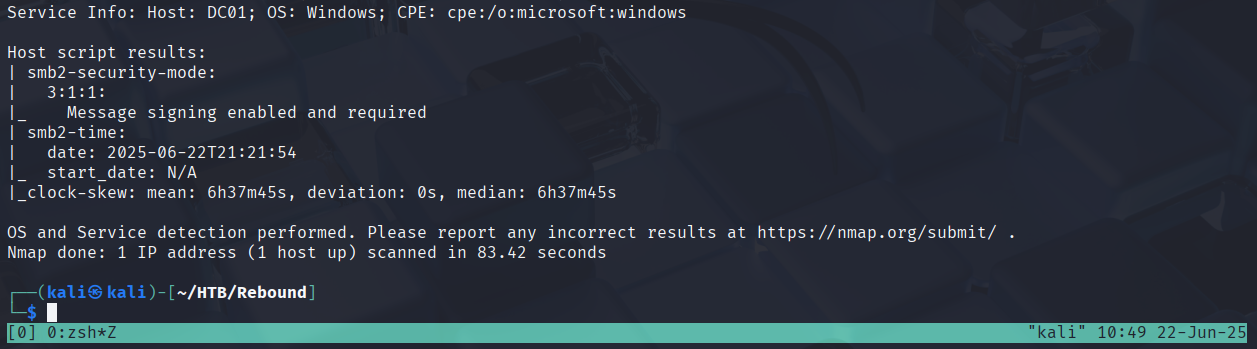 Service Info: Host: DC01; OS: Windows; CPE: cpe:/o:microsoft:windows

Host script results:
| smb2-security-mode:
|   3:1:1:
|_    Message signing enabled and required
| smb2-time:
|   date: 2025-06-22T21:21:54
|_  start_date: N/A
|_clock-skew: mean: 6h37m45s, deviation: 0s, median: 6h37m45s

OS and Service detection performed. Please report any incorrect results at https://nmap.org/submit/ .
Nmap done: 1 IP address (1 host up) scanned in 83.42 seconds

┌──(kali㉿kali)-[~/HTB/Rebound]
└─$
[0] 0:zsh*Z "kali" 10:49 22-Jun-25